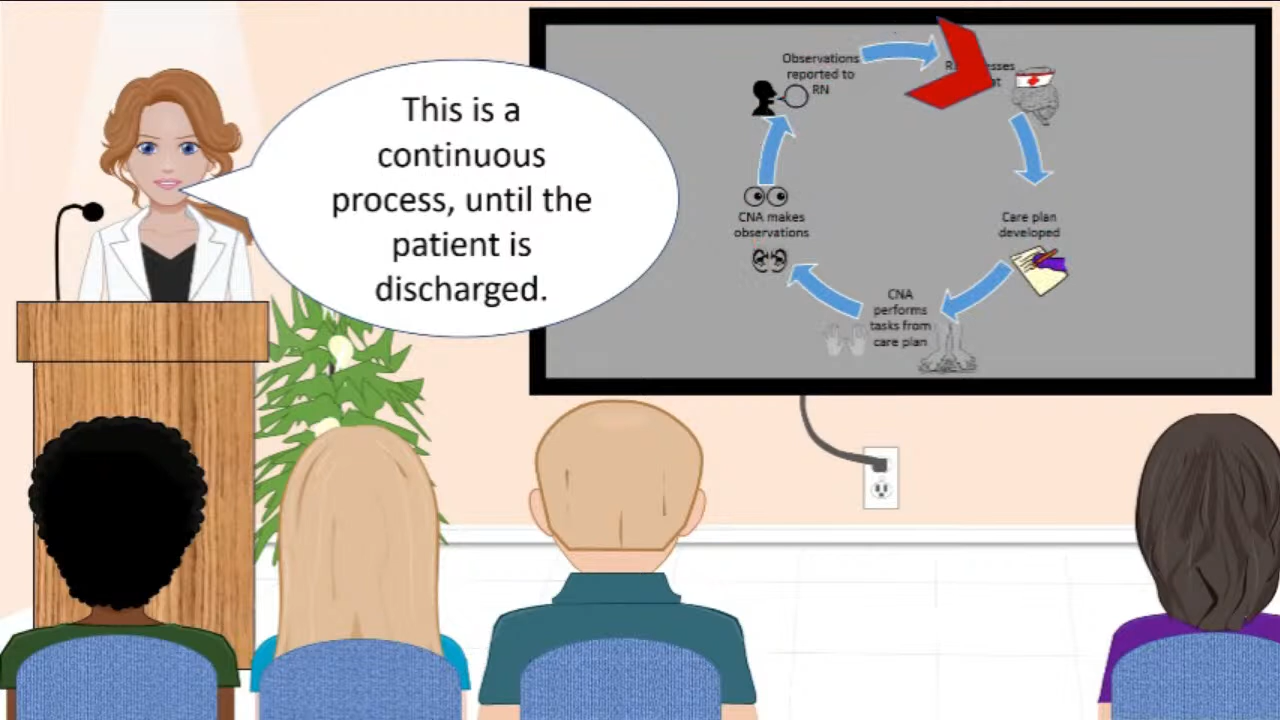 This is a
continuous
process, until the
patient is
discharged.
Observations
reported to
RN
Care plan
developed
CNA
performs
tasks from
care plan
CNA makes
observations